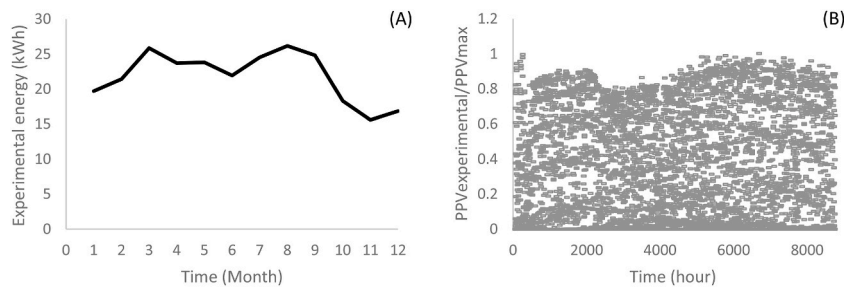 (A)
Experimental energy (kWh)
30
25
20
15
10
5
0
0 1 2 3 4 5 6 7 8 9 10 11 12
Time (Month)
(B)
PPVexperimental/PPVmax
1.2
1
0.8
0.6
0.4
0.2
0
0 2000 4000 6000 8000
Time (hour)